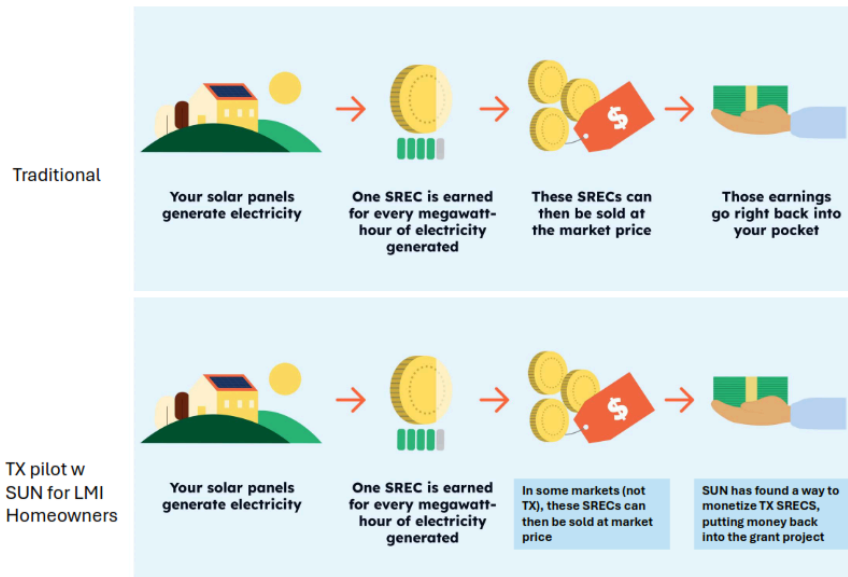 Traditional
Your solar panels
generate electricity
One SREC is earned
for every megawatt-
hour of electricity
generated
$
These SRECs can
then be sold at
the market price
Those earnings
go right back into
your pocket
TX pilot w
SUN for LMI
Homeowners
Your solar panels
generate electricity
One SREC is earned
for every megawatt-
hour of electricity
generated
$
In some markets (not
TX), these SRECs can
then be sold at market
price
SUN has found a way to
monetize TX SRECS,
putting money back
into the grant project